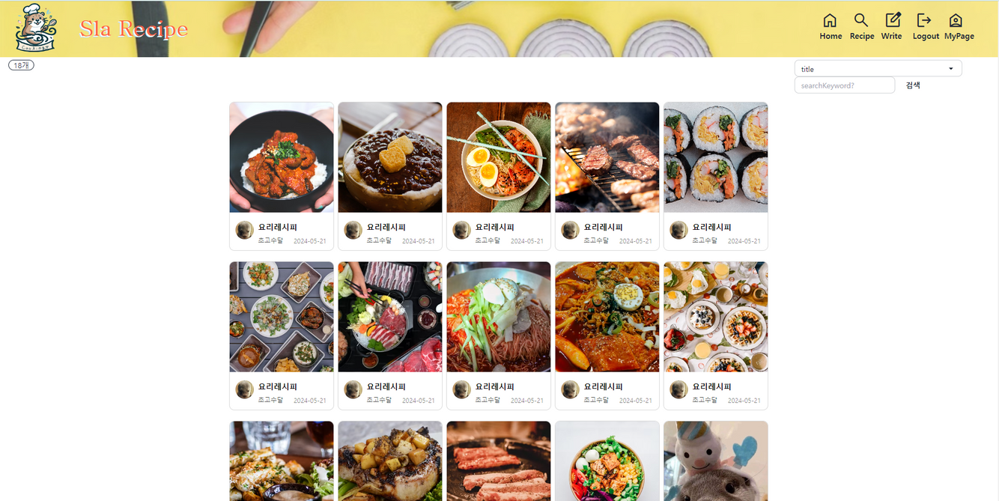 Sla Recipe
Home Recipe Write Logout MyPage
18개
title
searchKeyword? 검색
요리레시피 요리레시피 요리레시피 요리레시피 요리레시피
초고수달 2024-05-21 초고수달 2024-05-21 초고수달 2024-05-21 초고수달 2024-05-21 초고수달 2024-05-21
요리레시피 요리레시피 요리레시피 요리레시피 요리레시피
초고수달 2024-05-21 초고수달 2024-05-21 초고수달 2024-05-21 초고수달 2024-05-21 초고수달 2024-05-21